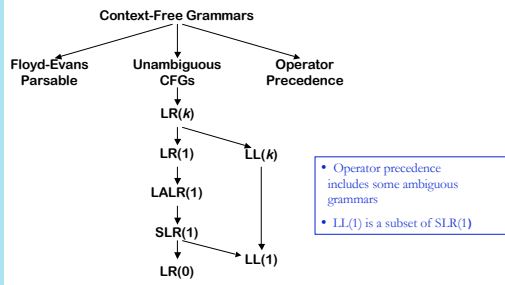 Context-Free Grammars
Floyd-Evans Parsable
Unambiguous CFGs
Operator Precedence
LR(k)
LR(1)
LL(k)
LALR(1)
SLR(1)
LL(1)
LR(0)
• Operator precedence
includes some ambiguous
grammars
• LL(1) is a subset of SLR(1)